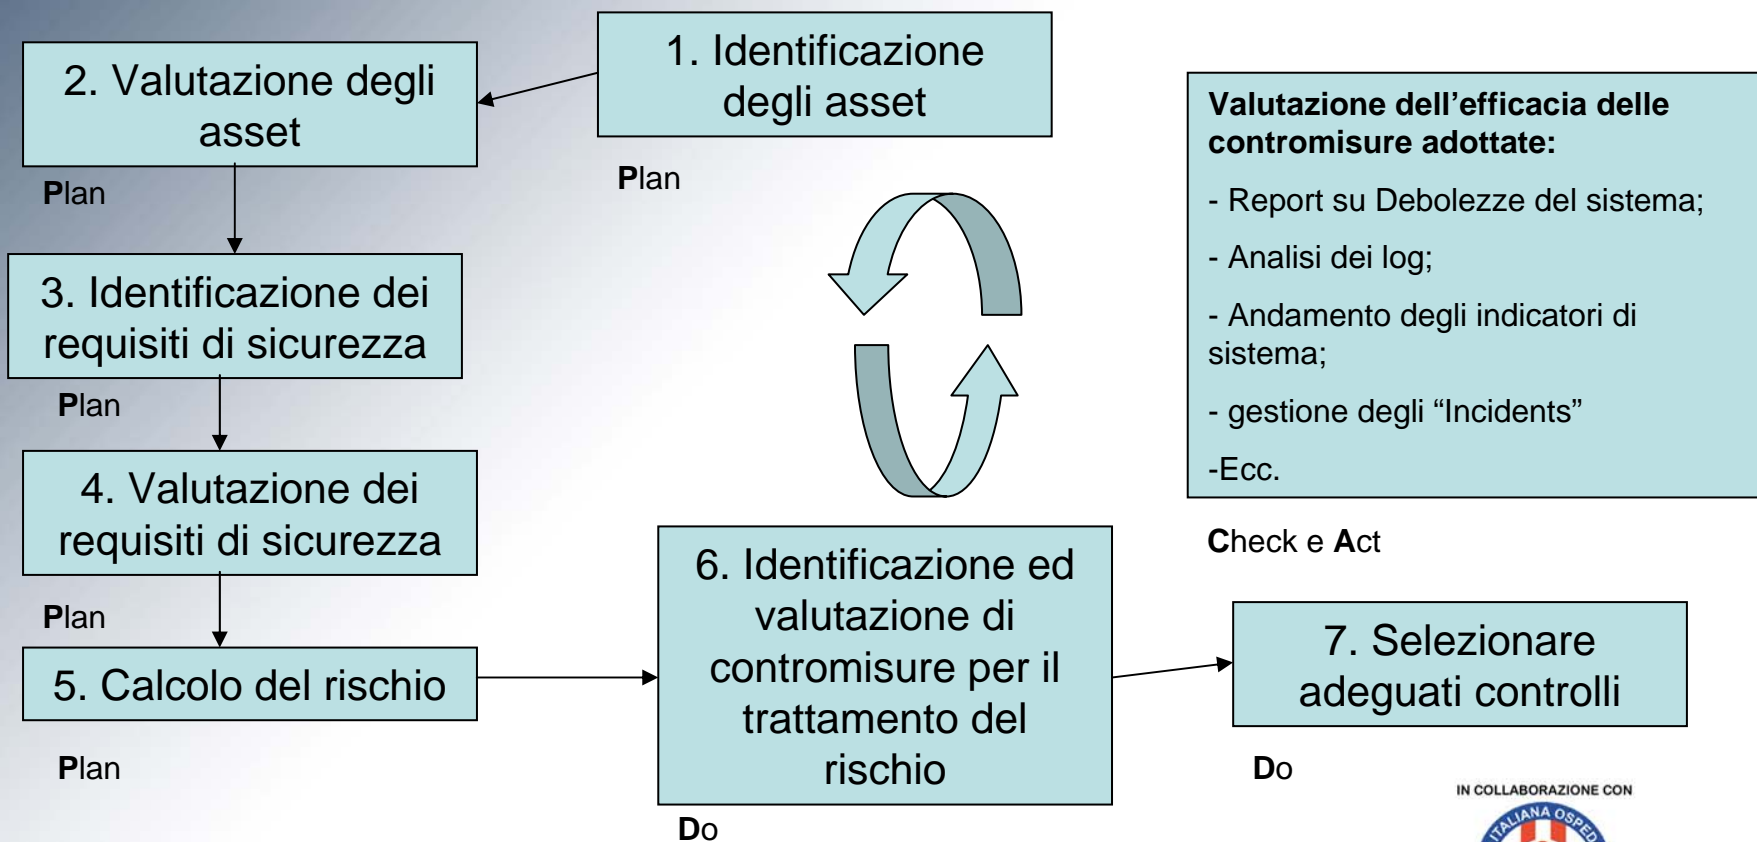 1. Identificazione
degli asset
Plan
2. Valutazione degli
asset
Plan
3. Identificazione dei
requisiti di sicurezza
Plan
4. Valutazione dei
requisiti di sicurezza
Plan
5. Calcolo del rischio
Plan
6. Identificazione ed
valutazione di
contromisure per il
trattamento del
rischio
Do
7. Selezionare
adeguati controlli
Do
Valutazione dell’efficacia delle
contromisure adottate:
- Report su Debolezze del sistema;
- Analisi dei log;
- Andamento degli indicatori di
sistema;
- gestione degli “Incidents”
-Ecc.
Check e Act
IN COLLABORAZIONE CON
ITALIANA